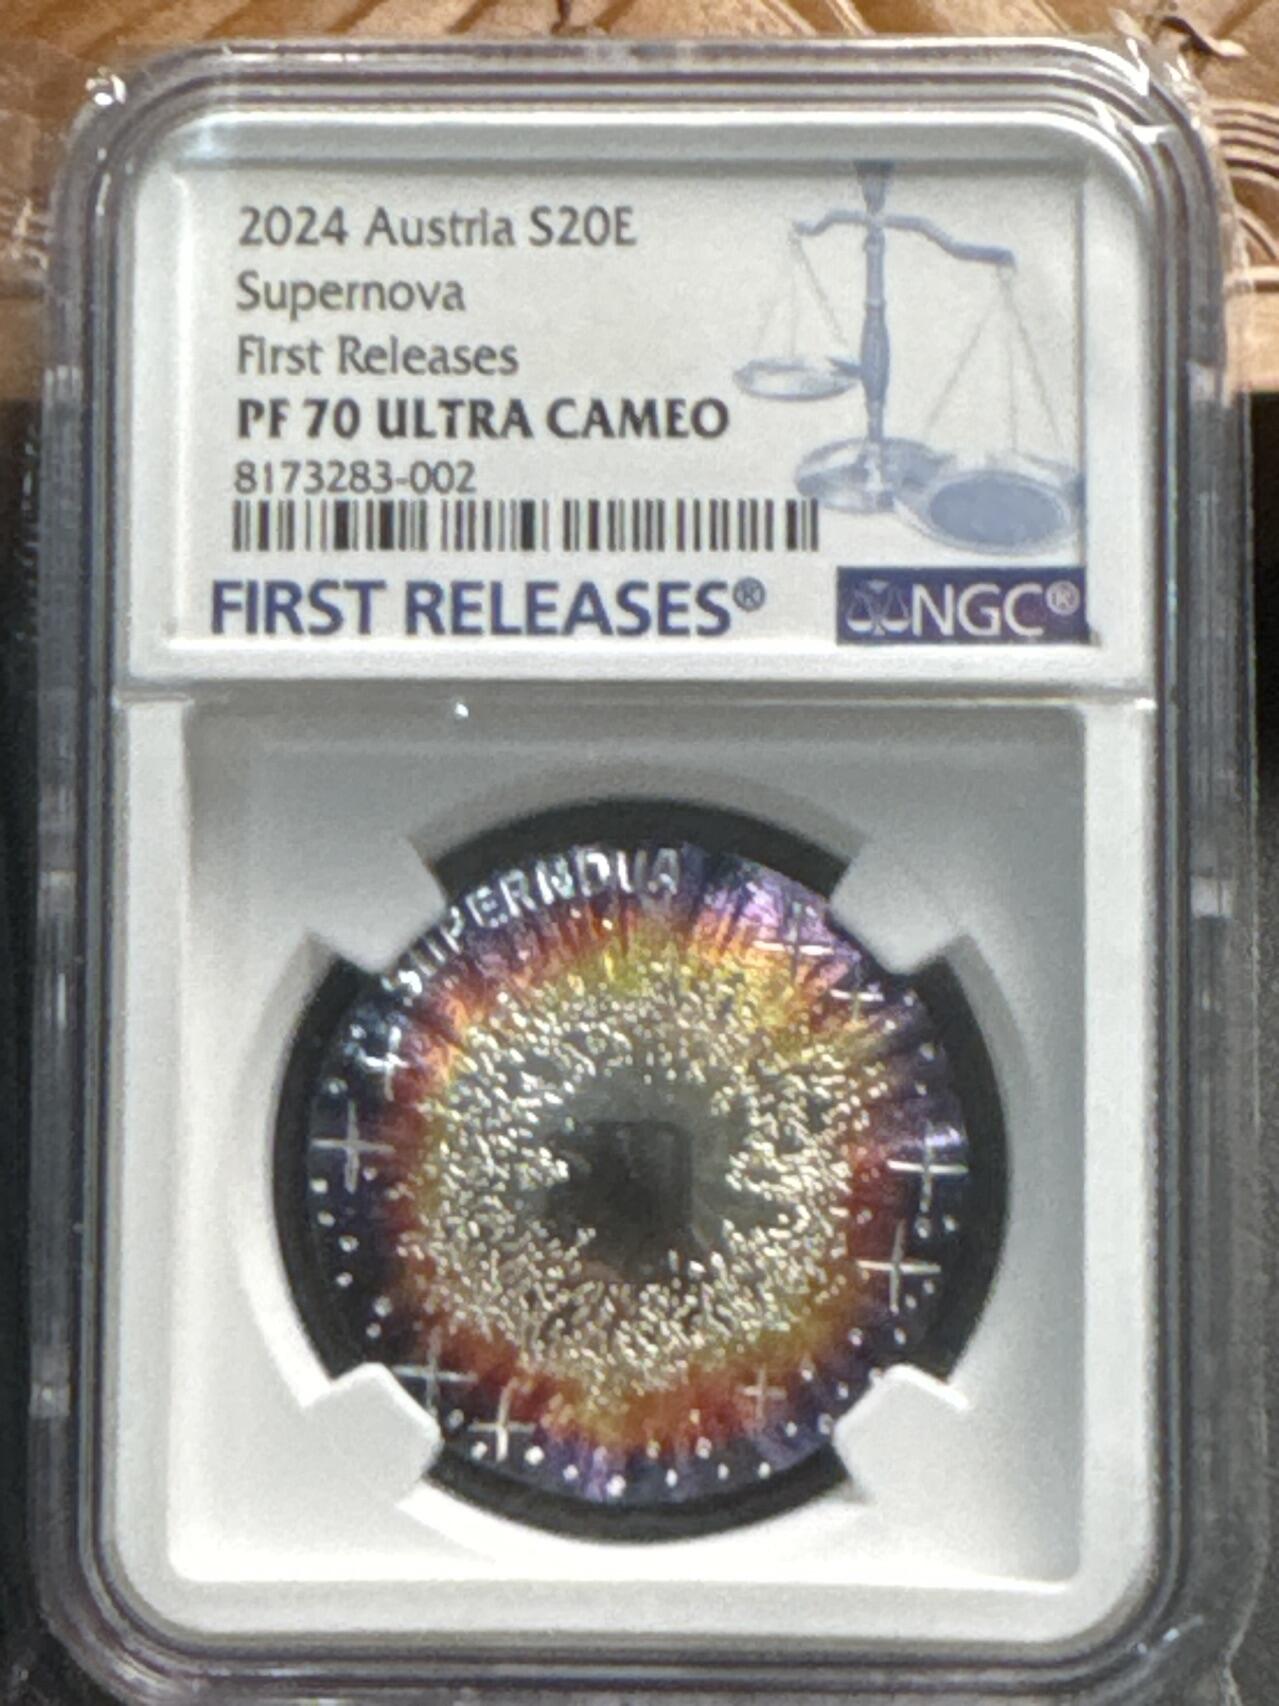 2024 Austria S20E
Supernova
First Releases
PF 70 ULTRA CAMEO
8173283-002
FIRST RELEASES®
NGC®
SUPERNOVA